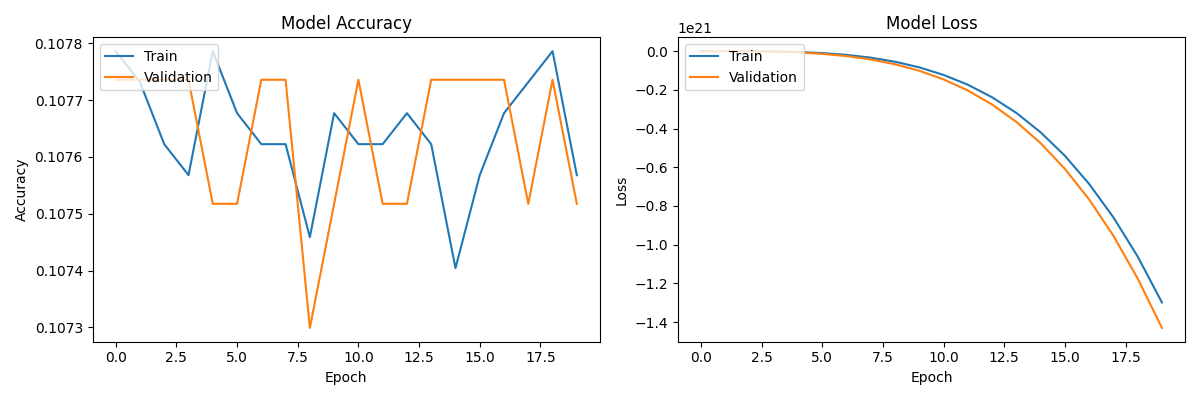 Model Accuracy
Train
Validation
0.1078
0.1077
0.1076
0.1075
0.1074
0.1073
Accuracy
0.0 2.5 5.0 7.5 10.0 12.5 15.0 17.5
Epoch
Model Loss
1e21
Train
Validation
0.0
−0.2
−0.4
−0.6
−0.8
−1.0
−1.2
−1.4
Loss
0.0 2.5 5.0 7.5 10.0 12.5 15.0 17.5
Epoch